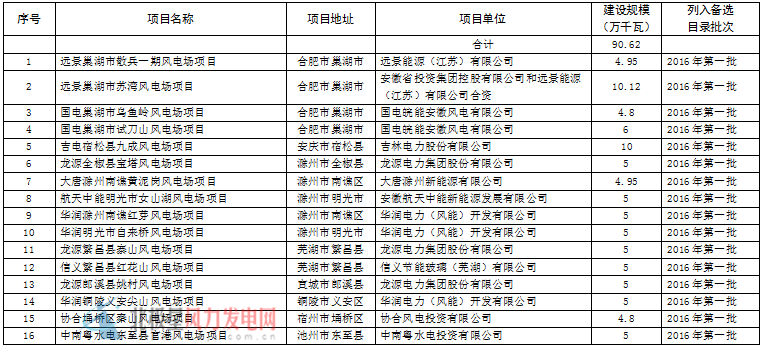 序号 项目名称 项目地址 项目单位 建设规模（万千瓦） 列入备选目录批次
合计 90.62
1 远景巢湖市散兵一期风电场项目 合肥市巢湖市 远景能源（江苏）有限公司 4.95 2016年第一批
2 远景巢湖市苏湾风电场项目 合肥市巢湖市 安徽省投资集团控股有限公司和远景能源（江苏）有限公司合资 10.12 2016年第一批
3 国电巢湖市乌鱼岭风电场项目 合肥市巢湖市 国电皖能安徽风电有限公司 4.8 2016年第一批
4 国电巢湖市试刀山风电场项目 合肥市巢湖市 国电皖能安徽风电有限公司 6 2016年第一批
5 吉电宿松县九成风电场项目 安庆市宿松县 吉林电力股份有限公司 10 2016年第一批
6 龙源全椒县宝塔风电场项目 滁州市全椒县 龙源电力集团股份有限公司 5 2016年第一批
7 大唐滁州南谯黄泥岗风电场项目 滁州市南谯区 大唐滁州新能源有限公司 4.95 2016年第一批
8 航天中能明光市女山湖风电场项目 滁州市明光市 安徽航天中能新能源发展有限公司 5 2016年第一批
9 华润滁州南谯红芽风电场项目 滁州市南谯区 华润电力（风能）开发有限公司 5 2016年第一批
10 华润明光市自来桥风电场项目 滁州市明光市 华润电力（风能）开发有限公司 5 2016年第一批
11 龙源繁昌县寨山风电场项目 芜湖市繁昌县 龙源电力集团股份有限公司 5 2016年第一批
12 信义繁昌县红花山风电场项目 芜湖市繁昌县 信义节能玻璃（芜湖）有限公司 5 2016年第一批
13 龙源郎溪县姚村风电场项目 宣城市郎溪县 龙源电力集团股份有限公司 5 2016年第一批
14 华润铜陵义安尖山风电场项目 铜陵市义安区 华润电力（风能）开发有限公司 5 2016年第一批
15 协合埇桥区褚山风电场项目 宿州市埇桥区 协合风电投资有限公司 4.8 2016年第一批
16 中南粤水电东至县官港风电场项目 池州市东至县 中南粤水电投资有限公司 5 2016年第一批
北极星风力发电网